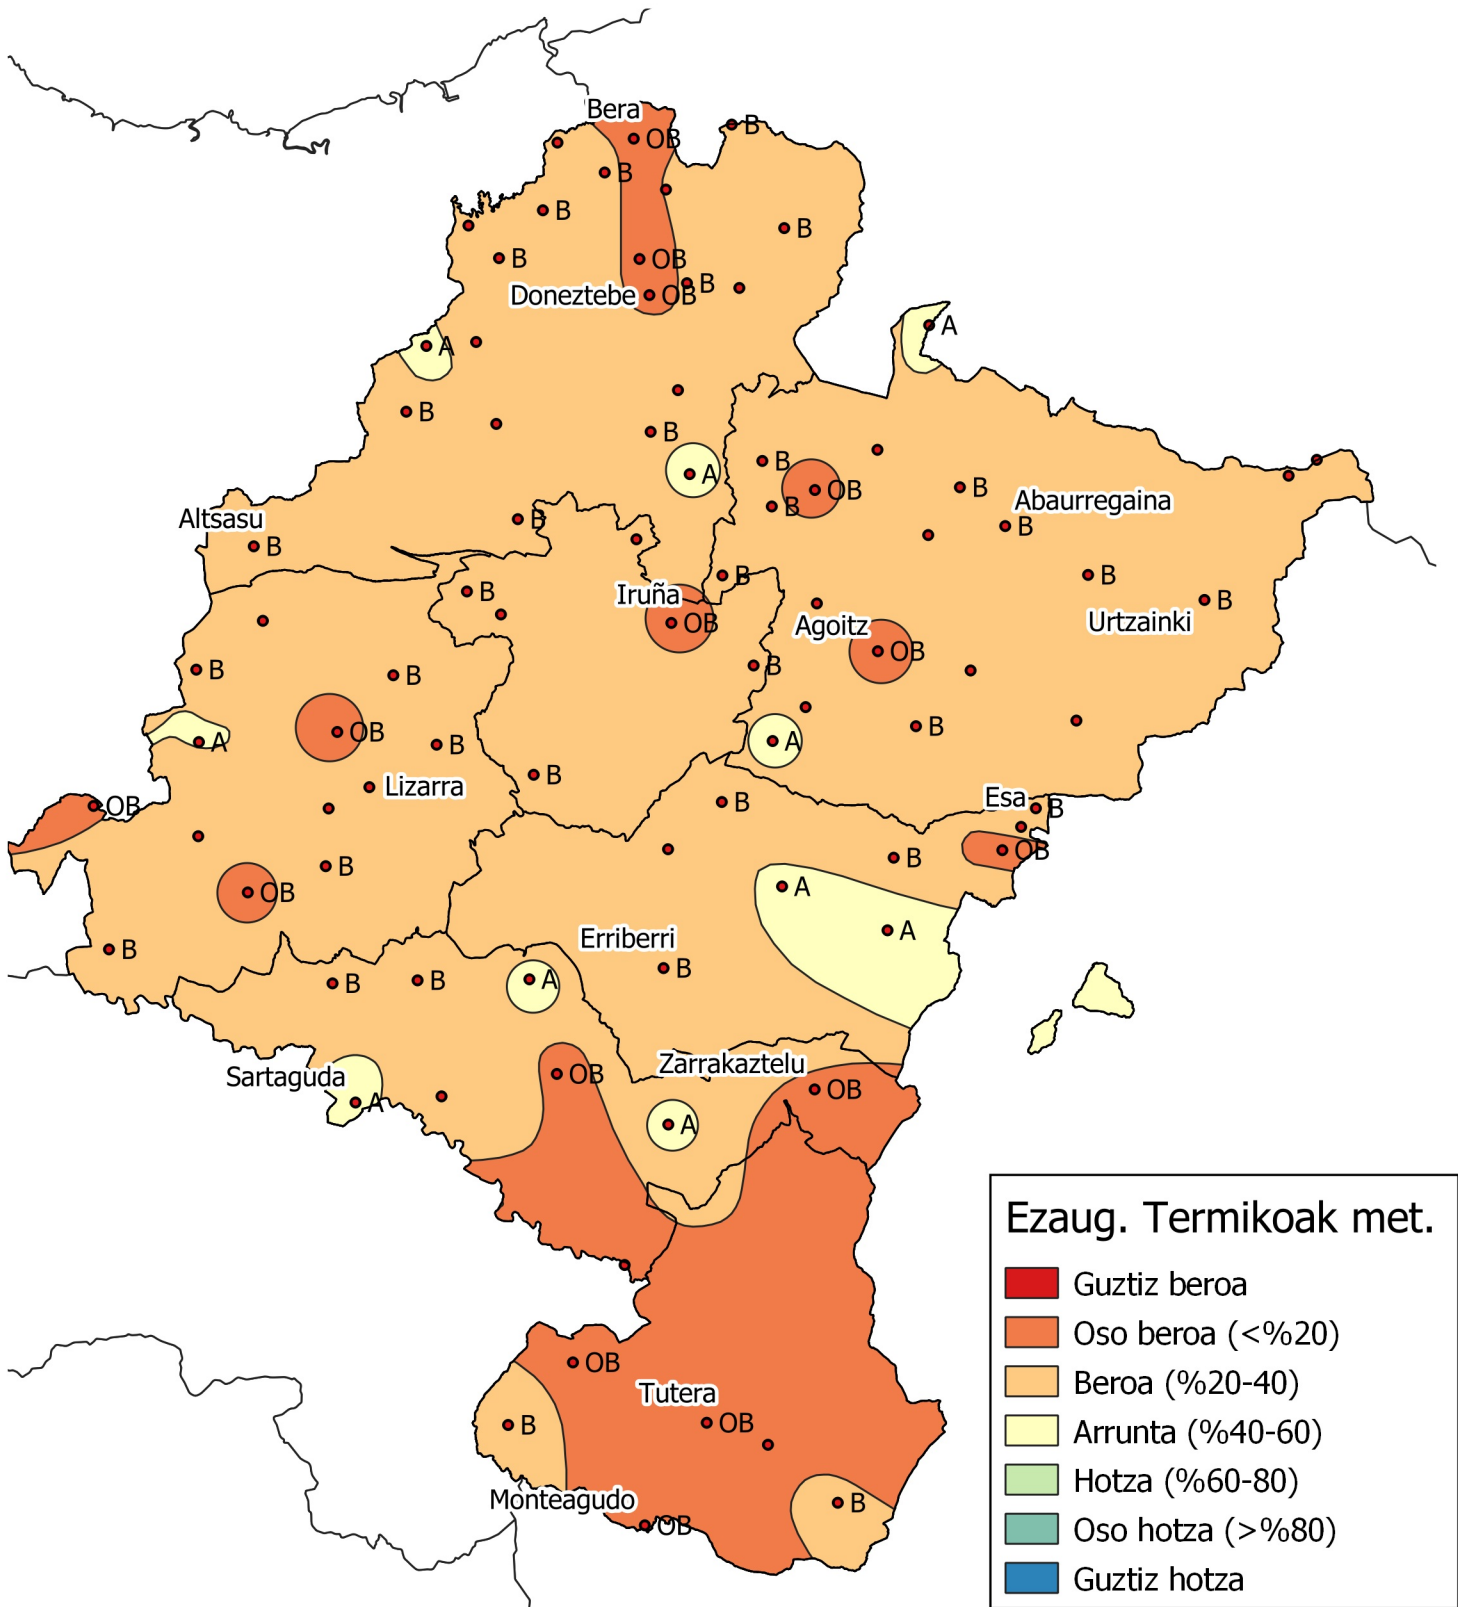 Bera
OB
B
B
B
B
B
OB
B
Doneztebe
OB
A
A
B
B
B
A
OB
B
Abaurregaina
B
Altsasu
B
B
B
B
B
B
Iruña
B
Urtzainki
OB
Agoitz
OB
B
B
B
B
OB
A
B
A
B
Lizarra
B
Esa
B
OB
B
OB
B
B
A
OB
A
Erriberri
B
B
B
B
A
Zarrakaztelu
Sartaguda
OB
OB
A
A
Ezaug. Termikoak met.
Guztiz beroa
Oso beroa (<%20)
Beroa (%20-40)
Arrunta (%40-60)
Hotza (%60-80)
Oso hotza (>%80)
Guztiz hotza
OB
Tutera
B
OB
Monteagudo
B
OB